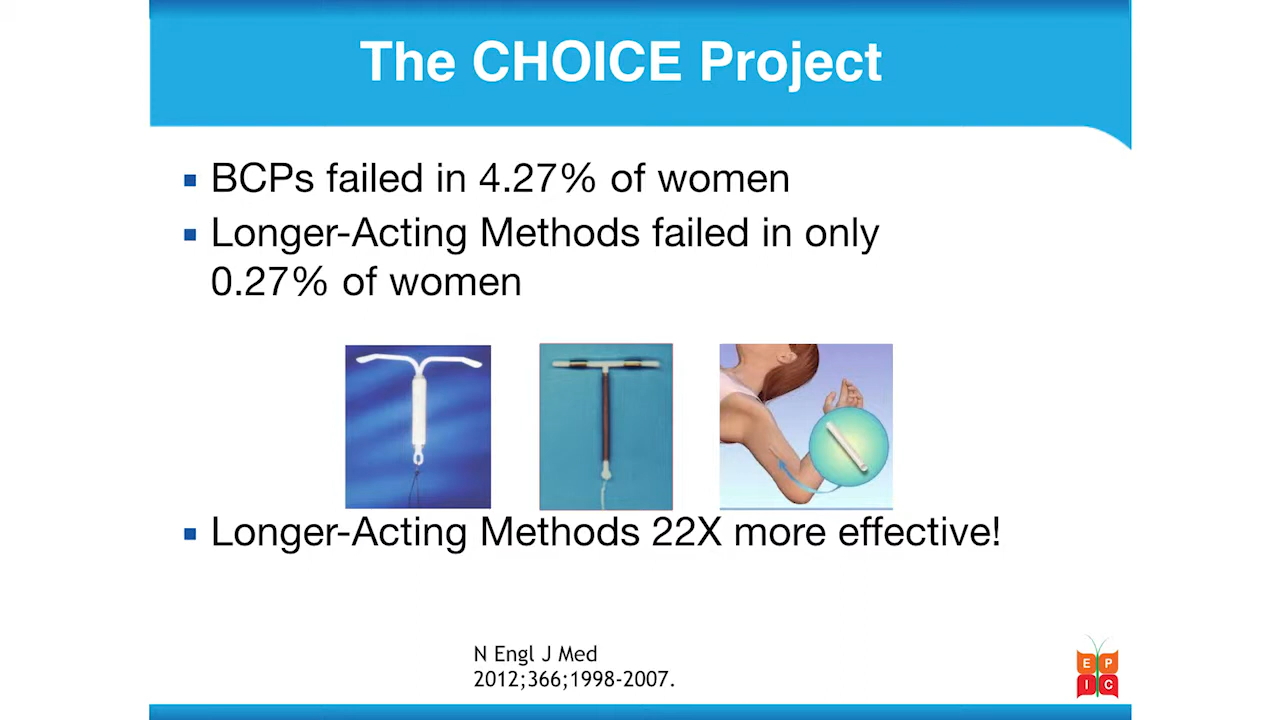 The CHOICE Project
▪ BCPs failed in 4.27% of women
▪ Longer-Acting Methods failed in only
0.27% of women
▪ Longer-Acting Methods 22X more effective!
N Engl J Med
2012;366;1998-2007.
E P
I C